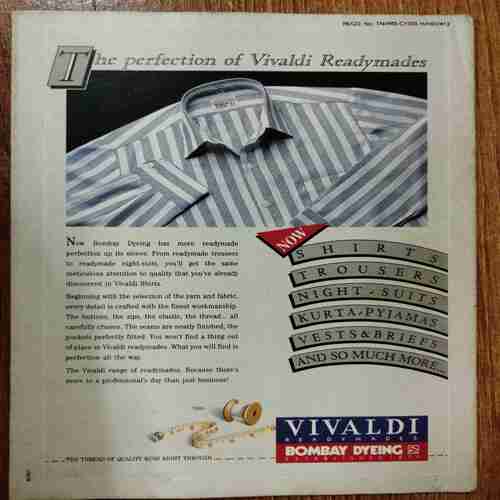 The perfection of Vivaldi Readymades
Now Bombay Dyeing has more readymade
perfection up its sleeve. From readymade trousers
to readymade night-suits, you'll get the same
meticulous attention to quality that you've already
discovered in Vivaldi Shirts.
Beginning with the selection of the yarn and fabric,
every detail is crafted with the finest workmanship.
The buttons, the zips, the elastic, the thread... all
carefully chosen. The seams are neatly finished, the
pockets perfectly fitted. You won't find a thing out
of place in Vivaldi readymades. What you will find is
perfection all the way.
The Vivaldi range of readymades. Because there's
more to a professional's day than just business!
NOW
SHIRTS
TROUSERS
NIGHT-SUITS
KURTA-PYJAMAS
VESTS & BRIEFS
AND SO MUCH MORE
THE THREAD OF QUALITY RUNS RIGHT THROUGH
VIVALDI
READYMADES
BOMBAY DYEING
ESTABLISHED 1879